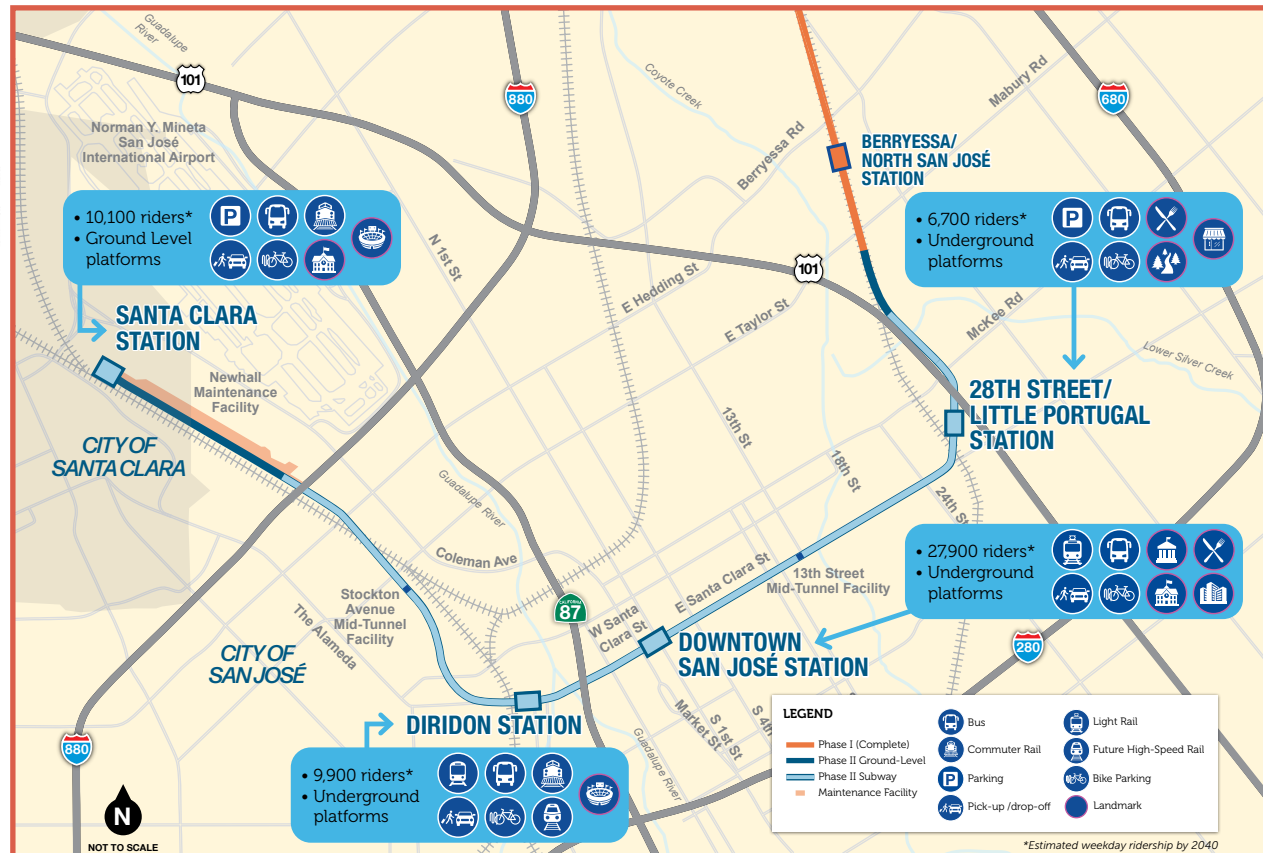 Guadalupe
River
101
880
Coyote Creek
Mabury Rd
680
Norman Y. Mineta
San José
International Airport
Berryessa Rd
BERRYESSA/
NORTH SAN JOSÉ
STATION
• 10,100 riders*
• Ground Level
platforms
P
N 1st St
• 6,700 riders*
• Underground
platforms
P
101
E Hedding St
E Taylor St
McKee Rd
Lower Silver Creek
SANTA CLARA
STATION
Newhall
Maintenance
Facility
28TH STREET/
LITTLE PORTUGAL
STATION
13th St
18th St
24th St
CITY OF
SANTA CLARA
Guadalupe River
Coleman Ave
• 27,900 riders*
• Underground
platforms
13th Street
Mid-Tunnel Facility
E Santa Clara St
W Santa
Clara St
Stockton
Avenue
Mid-Tunnel
Facility
The Alameda
CALIFORNIA
87
CITY OF
SAN JOSÉ
DOWNTOWN
SAN JOSÉ STATION
280
DIRIDON STATION
Market St
S 1st St
S 4th
Guadalupe River
880
• 9,900 riders*
• Underground
platforms
N
NOT TO SCALE
LEGEND
Phase I (Complete)
Phase II Ground-Level
Phase II Subway
Maintenance Facility
Bus
Commuter Rail
P
Parking
Pick-up /drop-off
Light Rail
Future High-Speed Rail
Bike Parking
Landmark
*Estimated weekday ridership by 2040